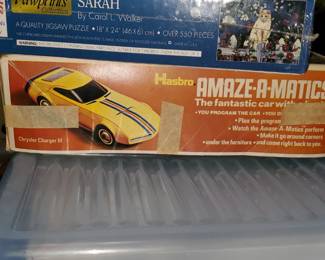 Viewprints
SARAH
By Carol L. Walker
A QUALITY JIGSAW PUZZLE • 18" X 24" (46 X 61 cm) • OVER 550 PIECES
WARNING:
Hasbro
AMAZE-A-MATICS
The fantastic car with
• YOU PROGRAM THE CAR • YOU
• Plan the program
• Watch the Amaze-A-Matics perform
Make it go around corners
under the furniture and come right back to you.
Chrysler Charger III